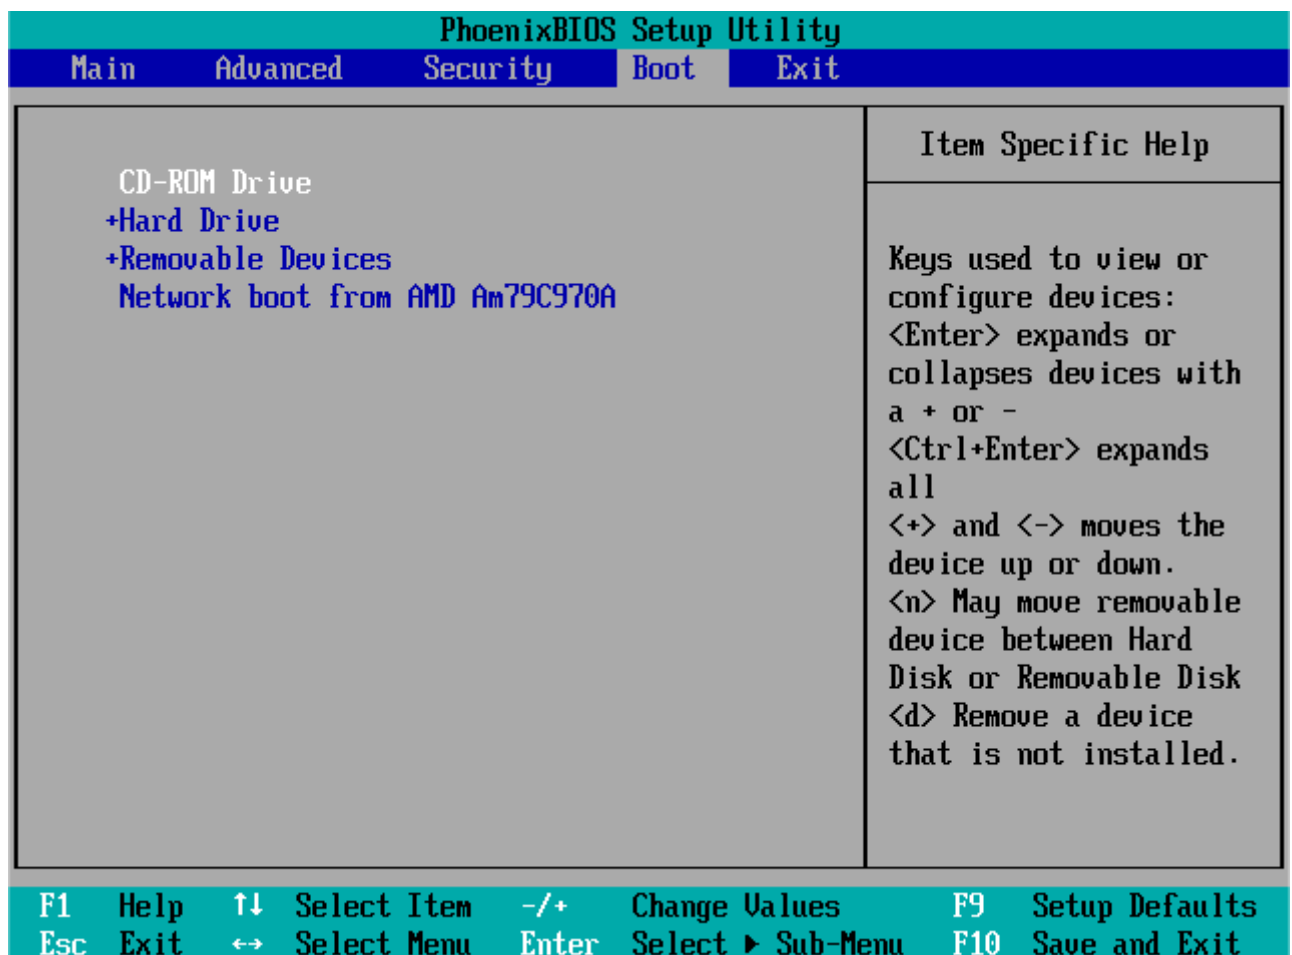 PhoenixBIOS Setup Utility
Main Advanced Security Boot Exit
CD-ROM Drive
+Hard Drive
+Removable Devices
Network boot from AMD Am79C970A
Item Specific Help
Keys used to view or
configure devices:
<Enter> expands or
collapses devices with
a + or -
<Ctrl+Enter> expands
all
<+> and <-> moves the
device up or down.
<n> May move removable
device between Hard
Disk or Removable Disk
<d> Remove a device
that is not installed.
F1 Help ↑↓ Select Item -/+ Change Values F9 Setup Defaults
Esc Exit ↔ Select Menu Enter Select ▶ Sub-Menu F10 Save and Exit